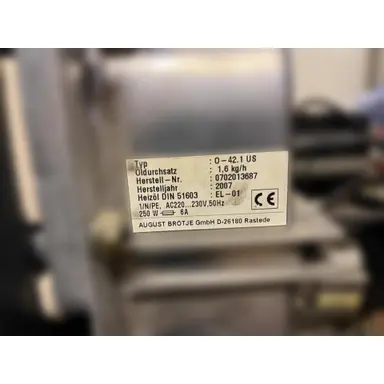 Typ : O-42.1 US
Öldurchsatz : 1,6 kg/h
Herstell-Nr. : 0702013687
Herstelljahr : 2007
Heizöl DIN 51603 : EL-01
1/N/PE, AC220...230V,50Hz
250 W 6A
CE
AUGUST BRÖTJE GmbH D-26180 Rastede